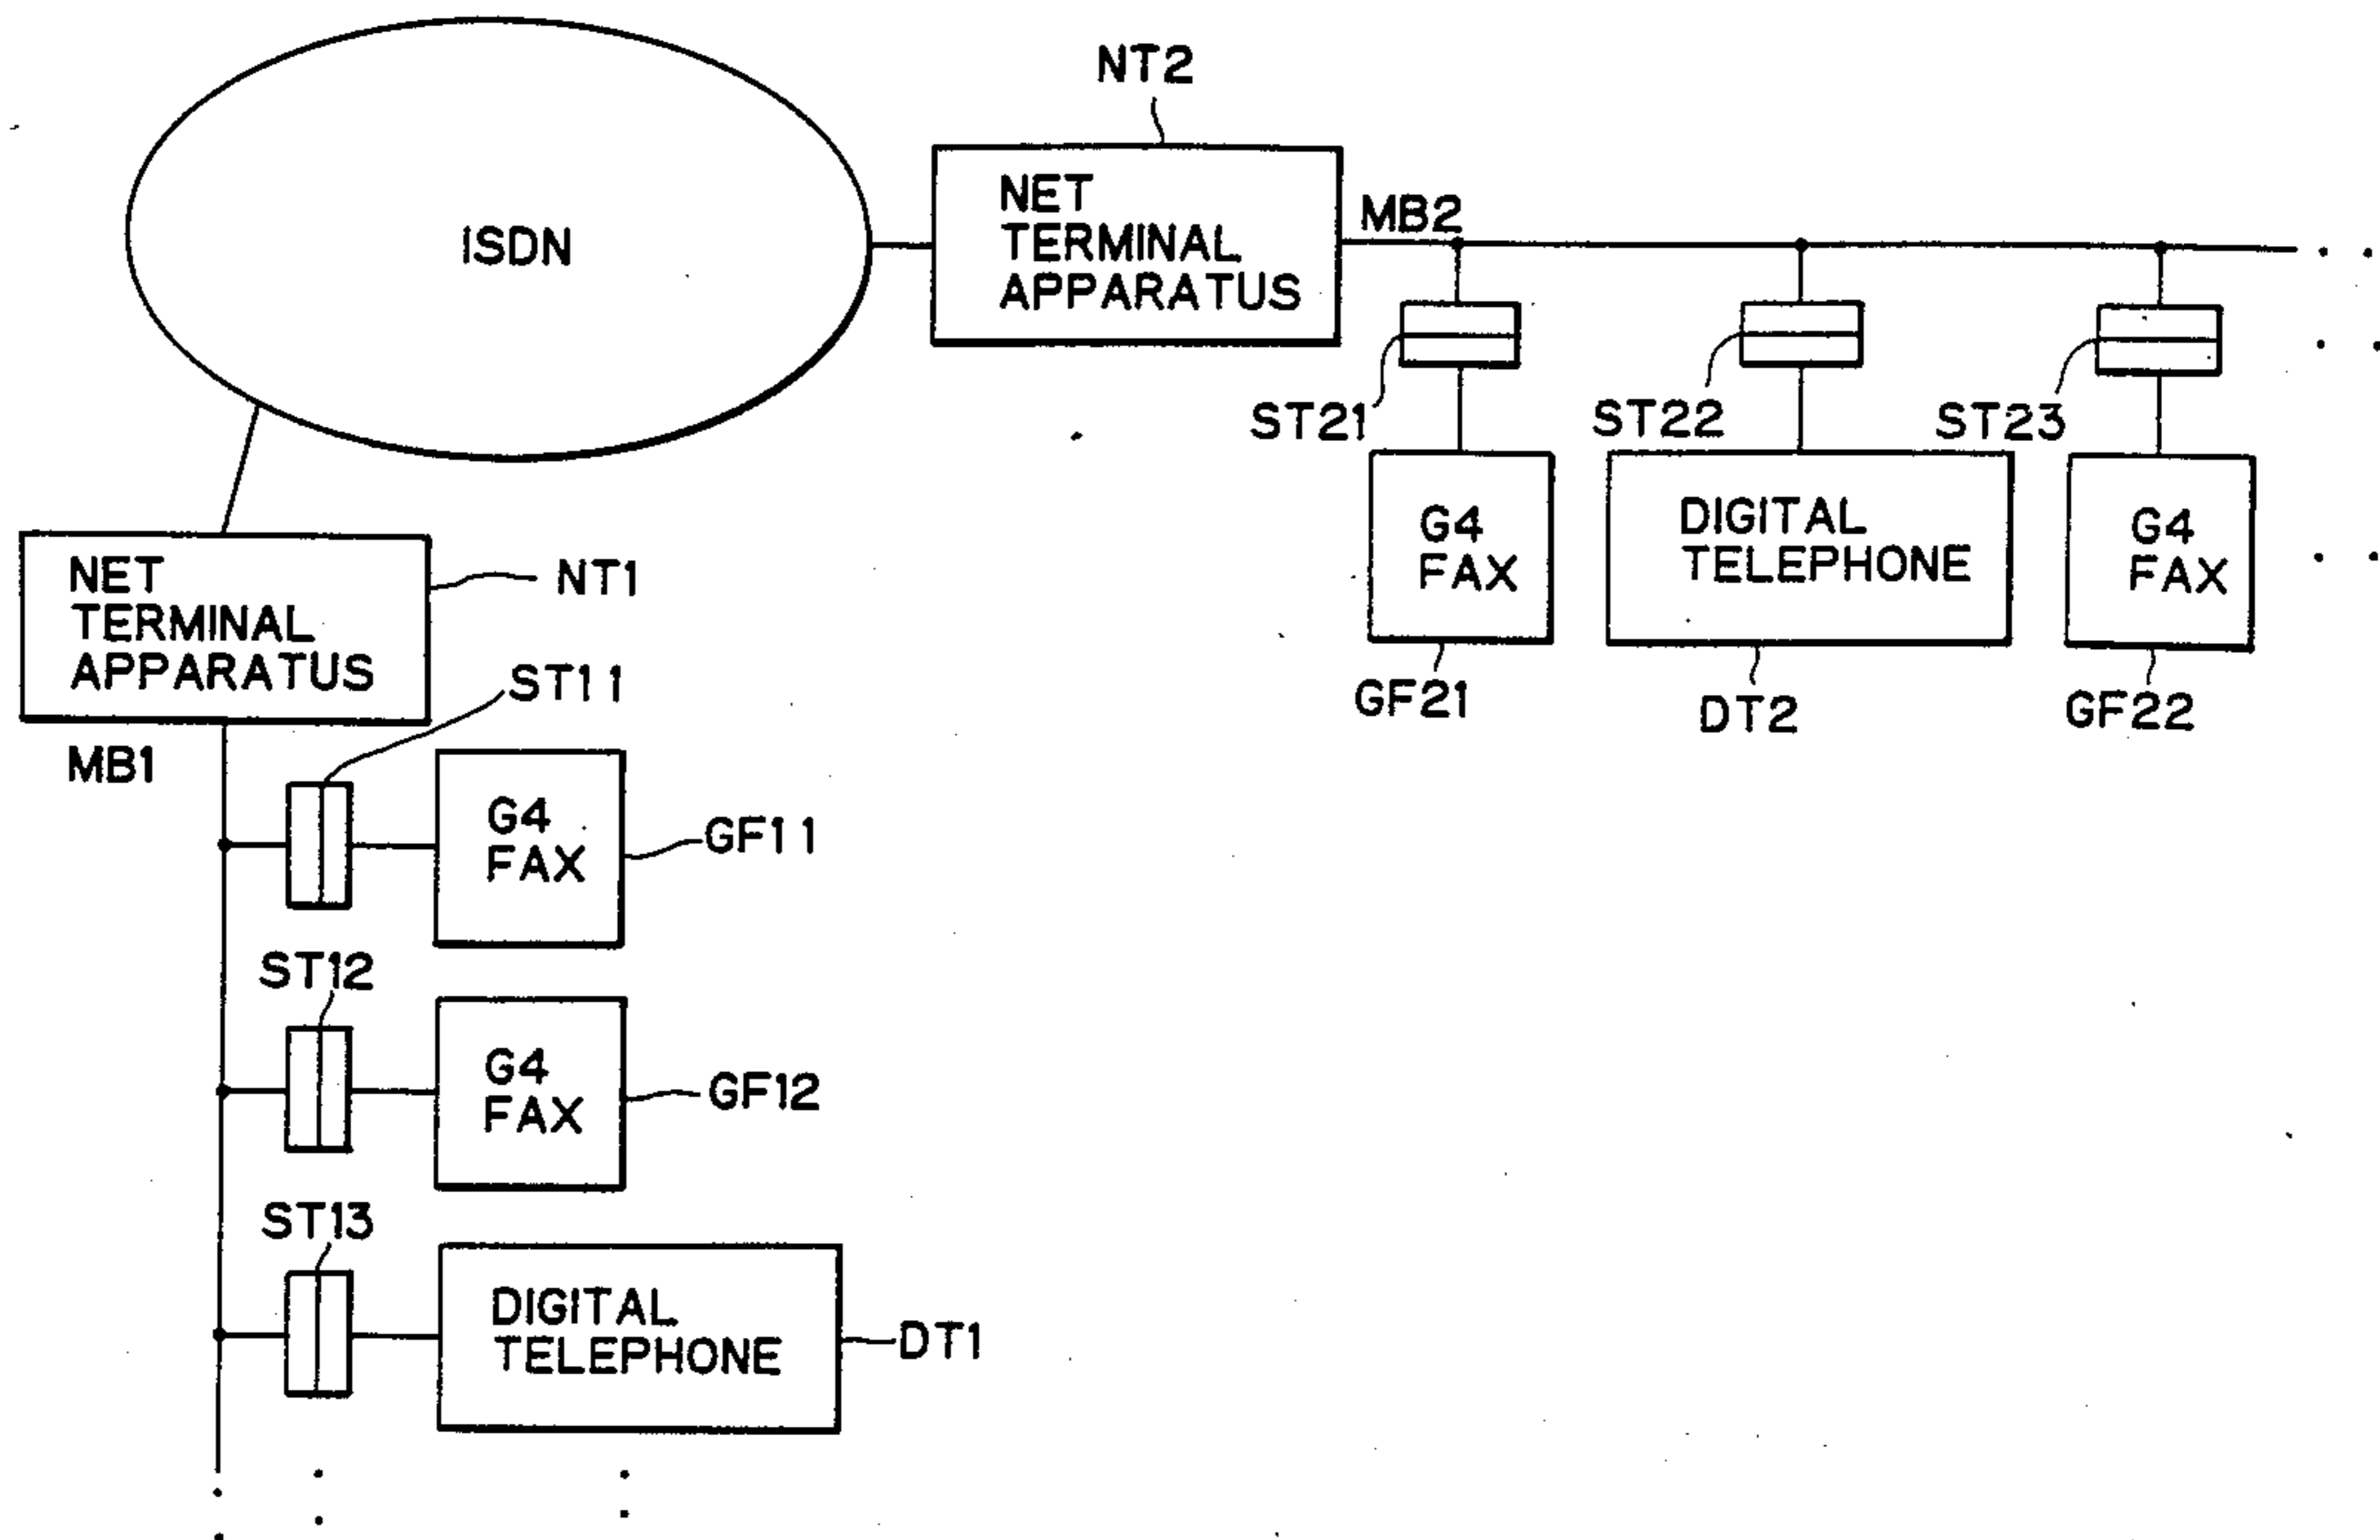 NT2
NET
TERMINAL
APPARATUS
MB2
ISDN
ST21
ST22
ST23
G4
FAX
DIGITAL
TELEPHONE
G4
FAX
GF21
DT2
GF22
NET
TERMINAL
APPARATUS
NT1
ST11
MB1
G4
FAX
GF11
ST12
G4
FAX
GF12
ST13
DIGITAL
TELEPHONE
DT1